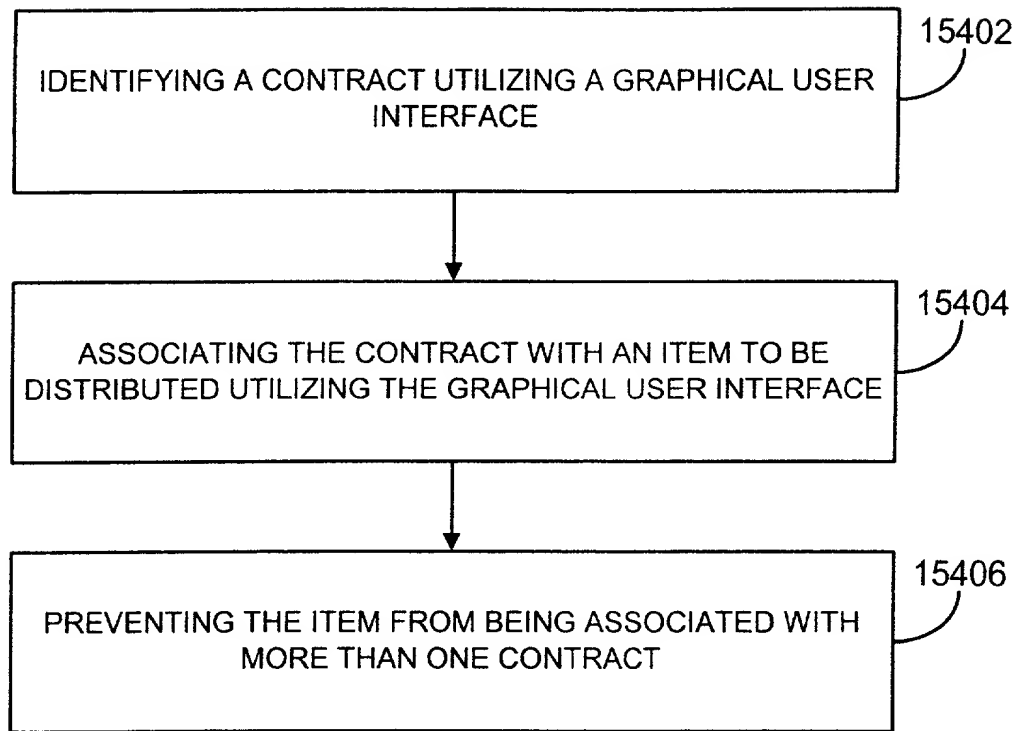 15402
IDENTIFYING A CONTRACT UTILIZING A GRAPHICAL USER
INTERFACE
15404
ASSOCIATING THE CONTRACT WITH AN ITEM TO BE
DISTRIBUTED UTILIZING THE GRAPHICAL USER INTERFACE
15406
PREVENTING THE ITEM FROM BEING ASSOCIATED WITH
MORE THAN ONE CONTRACT